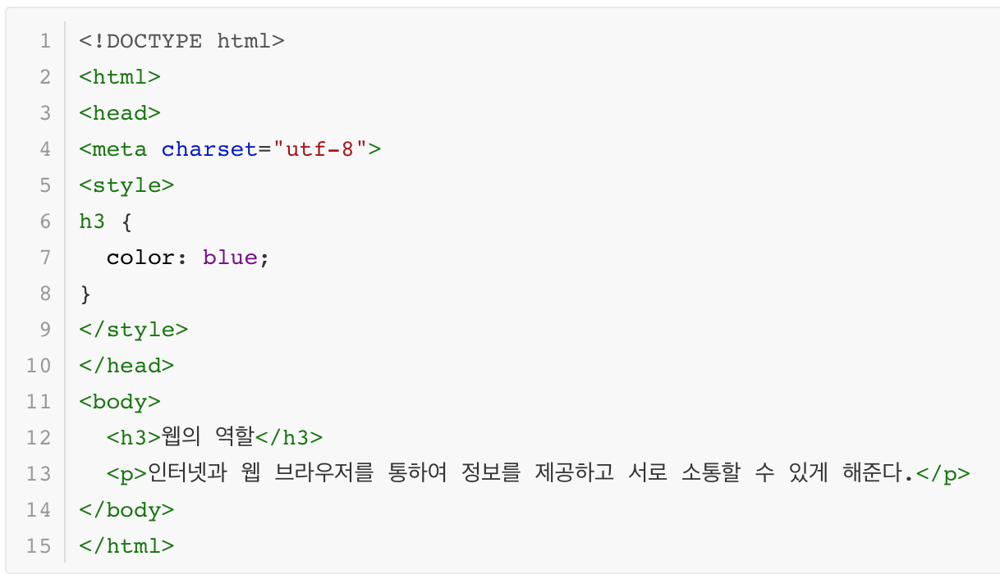 1 <!DOCTYPE html>
2 <html>
3 <head>
4 <meta charset="utf-8">
5 <style>
6 h3 {
7   color: blue;
8 }
9 </style>
10 </head>
11 <body>
12   <h3>웹의 역할</h3>
13   <p>인터넷과 웹 브라우저를 통하여 정보를 제공하고 서로 소통할 수 있게 해준다.</p>
14 </body>
15 </html>